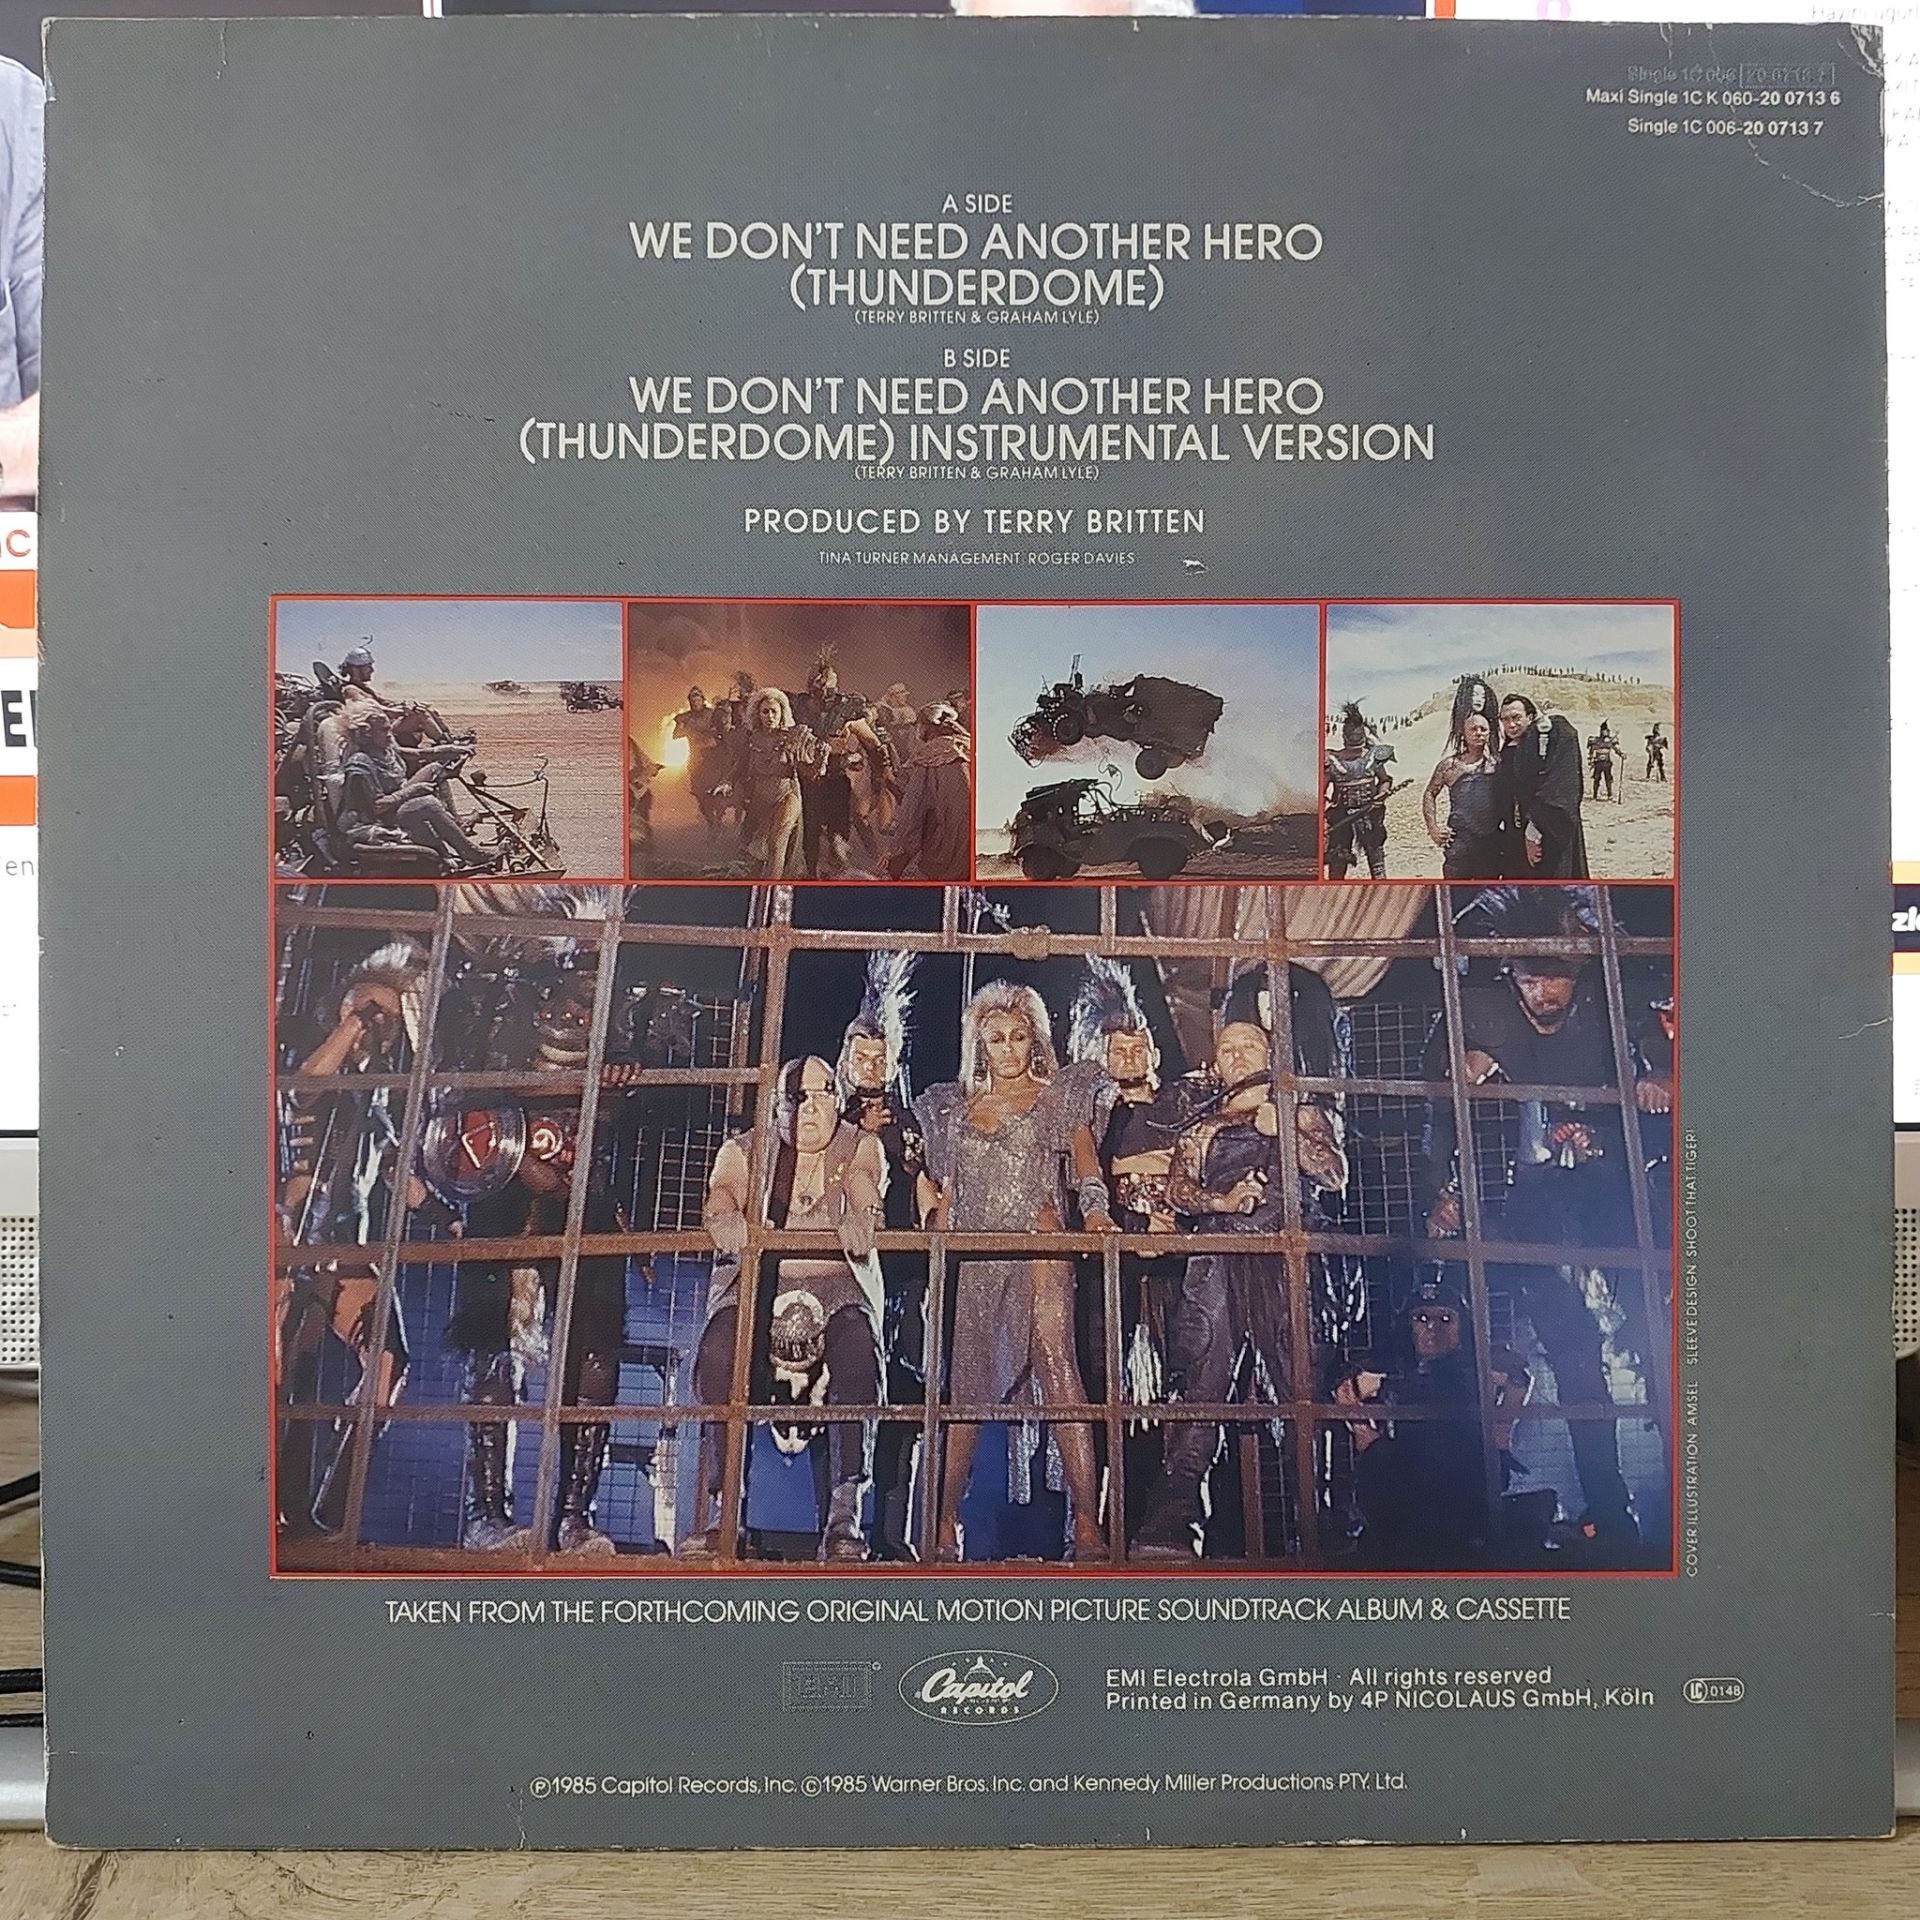 Single 1C 006
Maxi Single 1C K 060-20 0713 6
Single 1C 006-20 0713 7
A SIDE
WE DON'T NEED ANOTHER HERO
(THUNDERDOME)
(TERRY BRITTEN & GRAHAM LYLE)
B SIDE
WE DON'T NEED ANOTHER HERO
(THUNDERDOME) INSTRUMENTAL VERSION
(TERRY BRITTEN & GRAHAM LYLE)
PRODUCED BY TERRY BRITTEN
TINA TURNER MANAGEMENT: ROGER DAVIES
COVER ILLUSTRATION AMSEL SLEEVE DESIGN SHOOT THAT TIGER!
TAKEN FROM THE FORTHCOMING ORIGINAL MOTION PICTURE SOUNDTRACK ALBUM & CASSETTE
EMI
Capitol
RECORDS
EMI Electrola GmbH · All rights reserved
Printed in Germany by 4P NICOLAUS GmbH, Köln
LC 0148
℗1985 Capitol Records, Inc. ©1985 Warner Bros. Inc. and Kennedy Miller Productions PTY. Ltd.